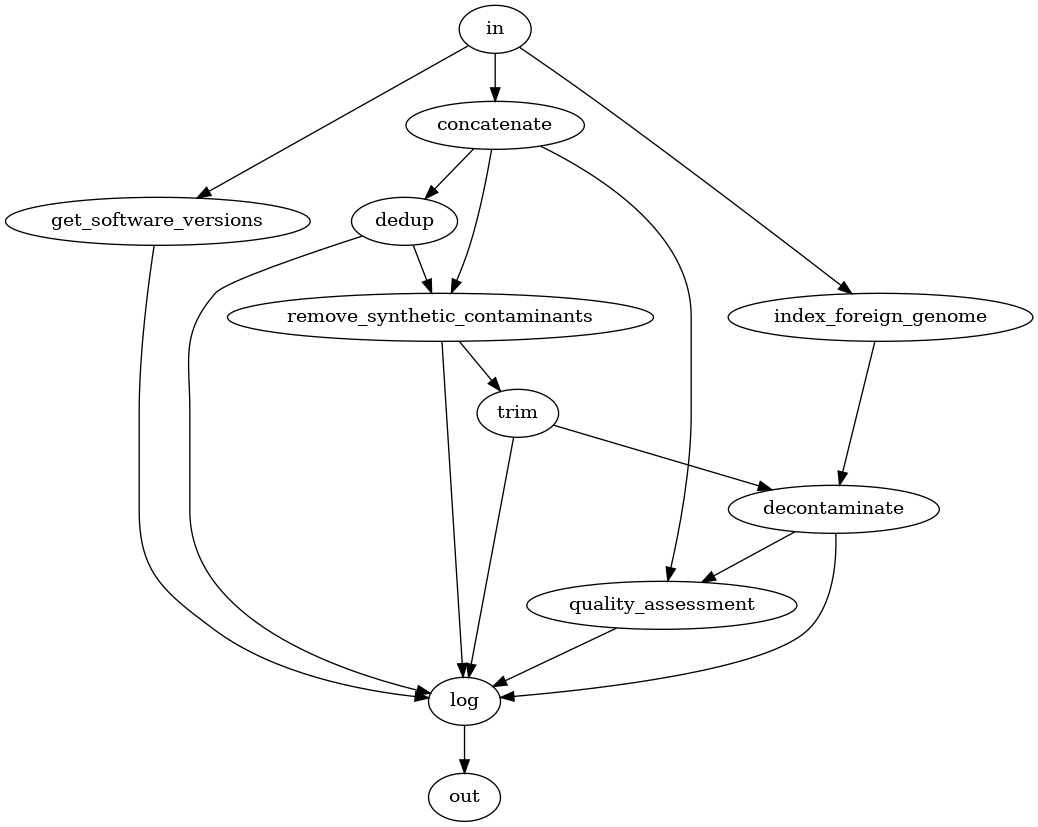 in
concatenate
get_software_versions
dedup
remove_synthetic_contaminants
index_foreign_genome
trim
decontaminate
quality_assessment
log
out